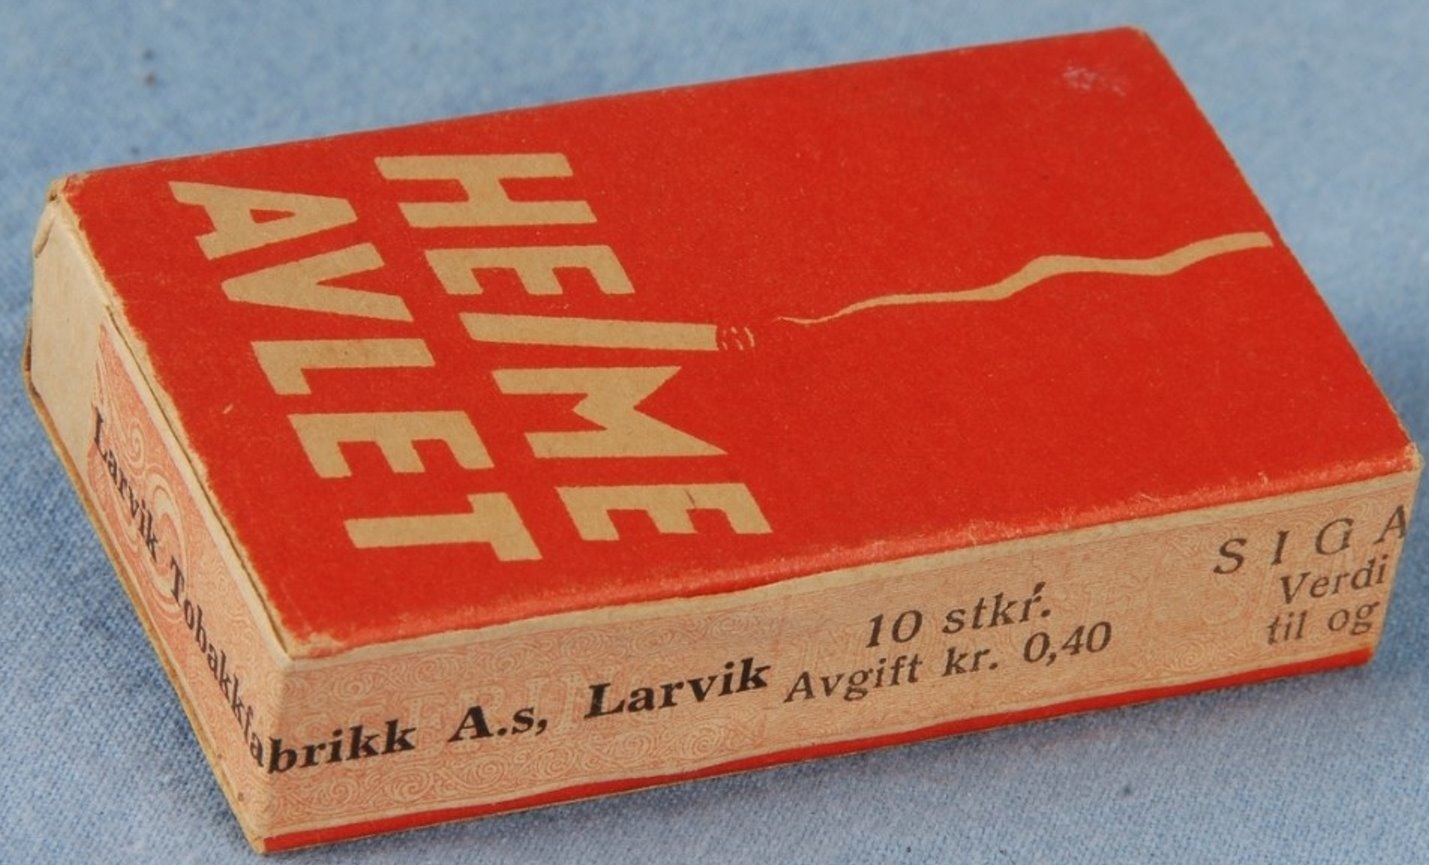 HEIME
AVLET
Larvik Tobakkfabrikk A.s, Larvik
10 stkr.
Avgift kr. 0,40
SIGA
Verdi
til og